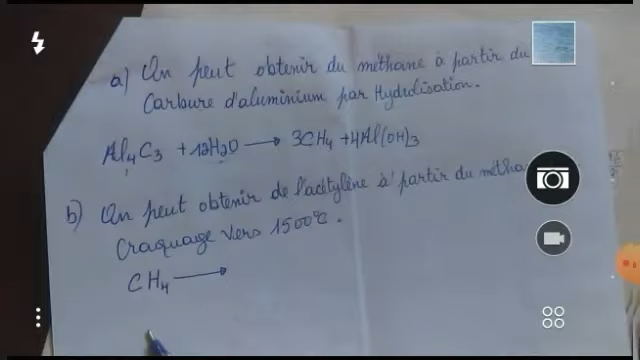 a) On peut obtenir du méthane à partir du
Carbure d'aluminium par Hydrolisation.
Al4C3 + 12H2O → 3CH4 + 4Al(OH)3
b) On peut obtenir de l'acétylène à partir du métha
Craquage vers 1500°C.
CH4 →